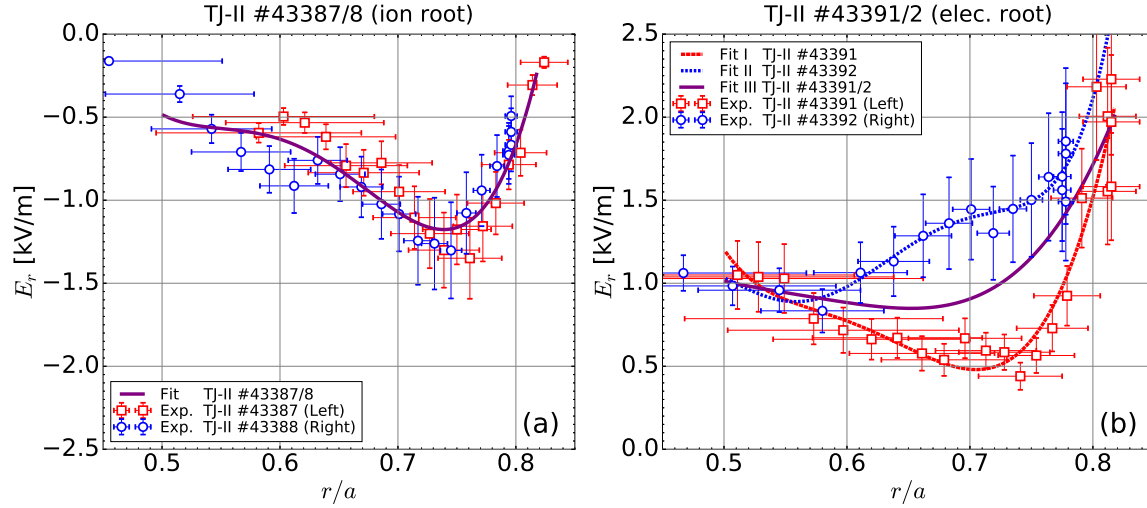 TJ-II #43387/8 (ion root)
0.0
−0.5
−1.0
−1.5
−2.0
−2.5
E_r [kV/m]
Fit TJ-II #43387/8
Exp. TJ-II #43387 (Left)
Exp. TJ-II #43388 (Right)
(a)
0.5 0.6 0.7 0.8
r/a
TJ-II #43391/2 (elec. root)
2.5
2.0
1.5
1.0
0.5
0.0
E_r [kV/m]
Fit I TJ-II #43391
Fit II TJ-II #43392
Fit III TJ-II #43391/2
Exp. TJ-II #43391 (Left)
Exp. TJ-II #43392 (Right)
(b)
0.5 0.6 0.7 0.8
r/a